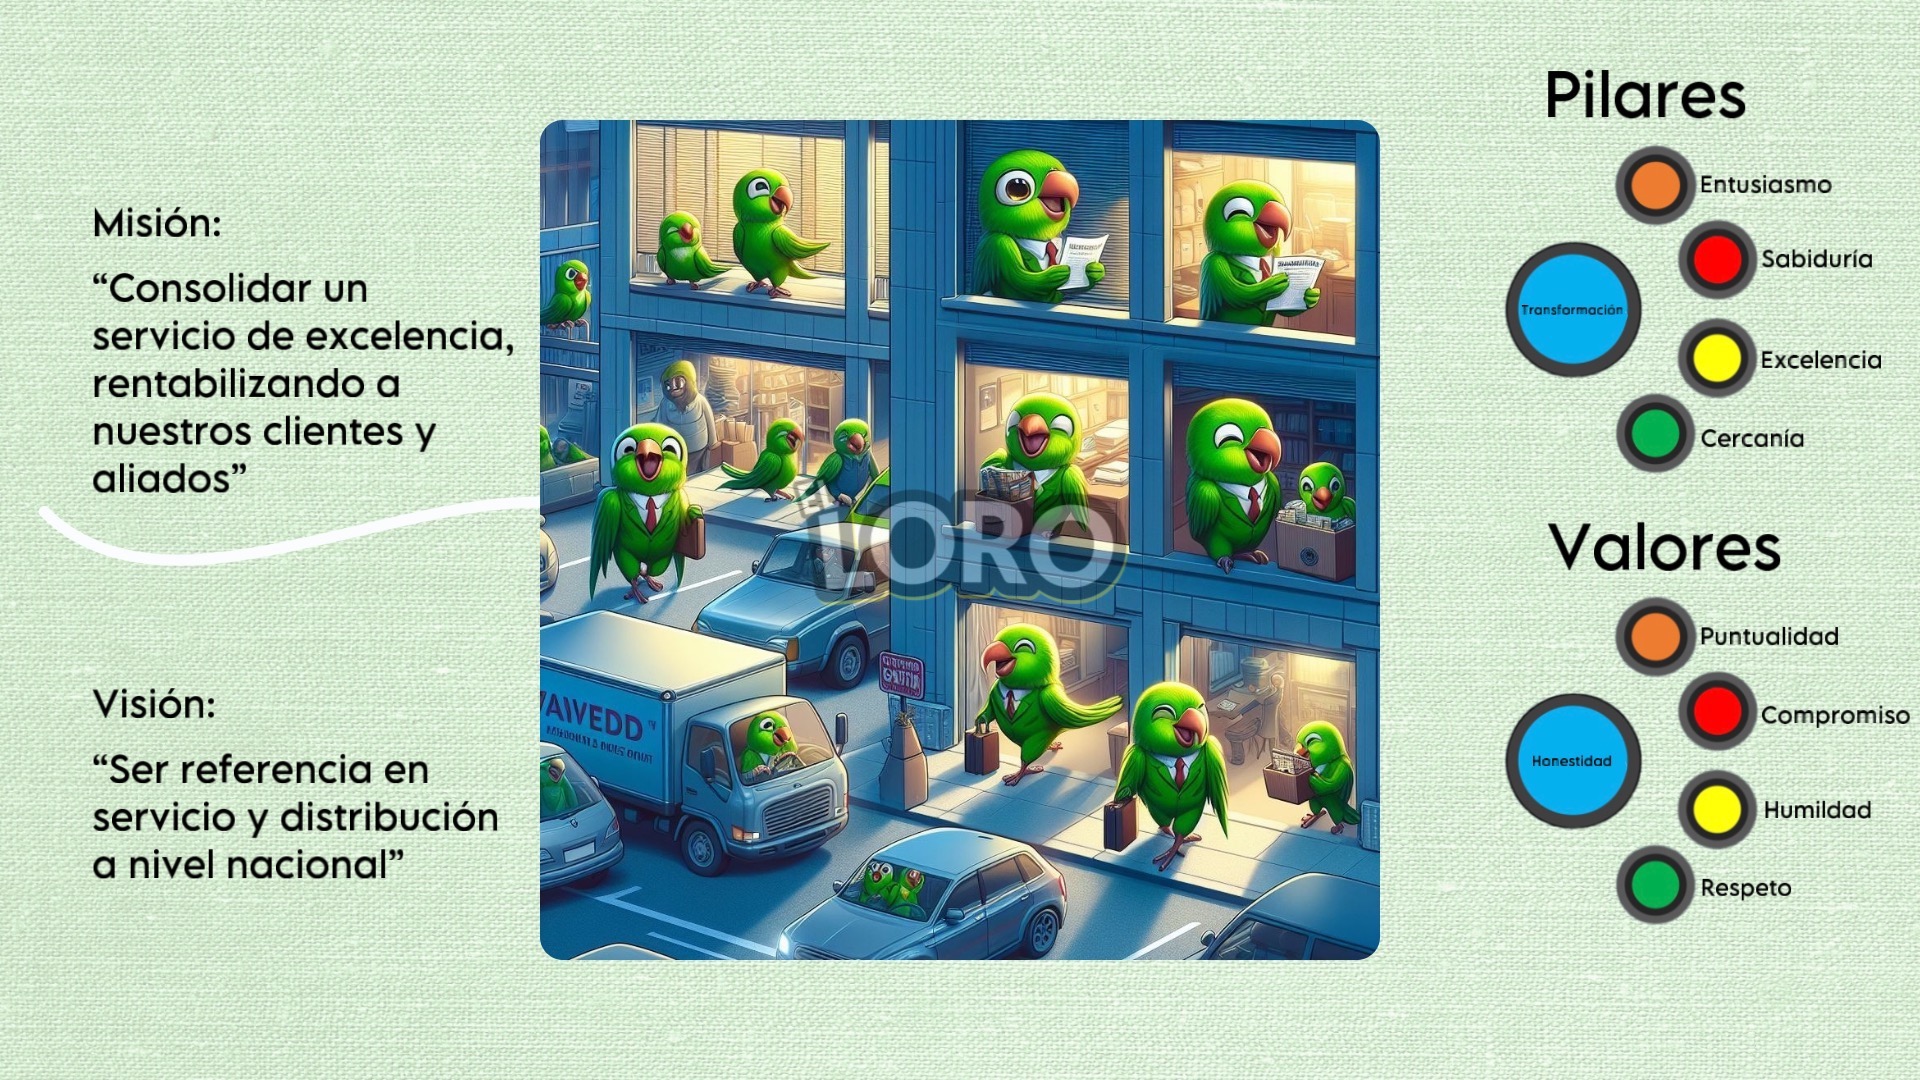 Misión:
“Consolidar un
servicio de excelencia,
rentabilizando a
nuestros clientes y
aliados”
Visión:
“Ser referencia en
servicio y distribución
a nivel nacional”
LORO
Pilares
Entusiasmo
Sabiduría
Transformación
Excelencia
Cercanía
Valores
Puntualidad
Compromiso
Honestidad
Humildad
Respeto